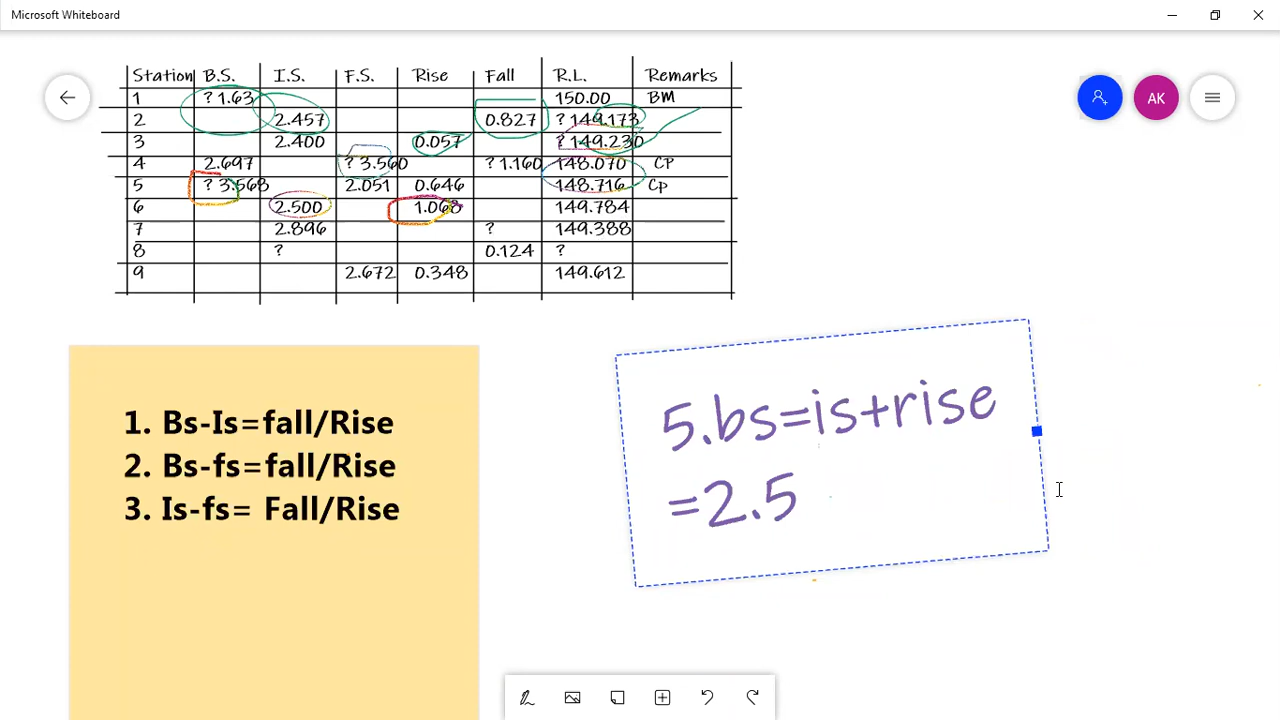 Microsoft Whiteboard
Station B.S. I.S. F.S. Rise Fall R.L. Remarks
1 ? 1.63 150.00 BM
2 2.457 0.827 ? 149.173
3 2.400 0.057 ? 149.230
4 2.697 ? 3.560 ? 1.160 148.070 CP
5 ? 3.568 2.051 0.646 148.716 CP
6 2.500 1.068 149.784
7 2.896 ? 149.388
8 ? 0.124 ?
9 2.672 0.348 149.612
AK
1. Bs-Is=fall/Rise
2. Bs-fs=fall/Rise
3. Is-fs= Fall/Rise
5.bs=is+rise
=2.5